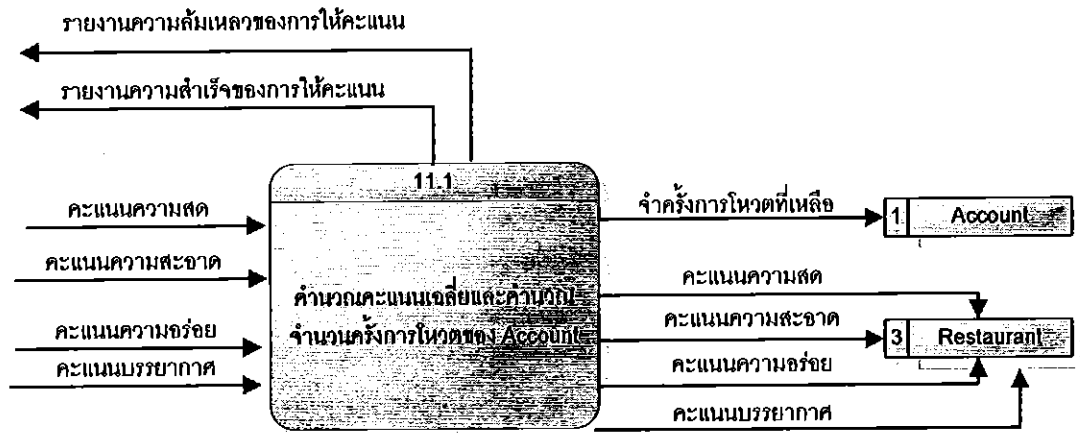 รายงานความล้มเหลวของการให้คะแนน
รายงานความสำเร็จของการให้คะแนน
11.1
คะแนนความสด
คะแนนความสะอาด
คะแนนความอร่อย
คะแนนบรรยากาศ
คำนวณคะแนนเฉลี่ยและคำนวณ
จำนวนครั้งการโหวตของ Account
จำครั้งการโหวตที่เหลือ
1 Account
คะแนนความสด
คะแนนความสะอาด
3 Restaurant
คะแนนความอร่อย
คะแนนบรรยากาศ